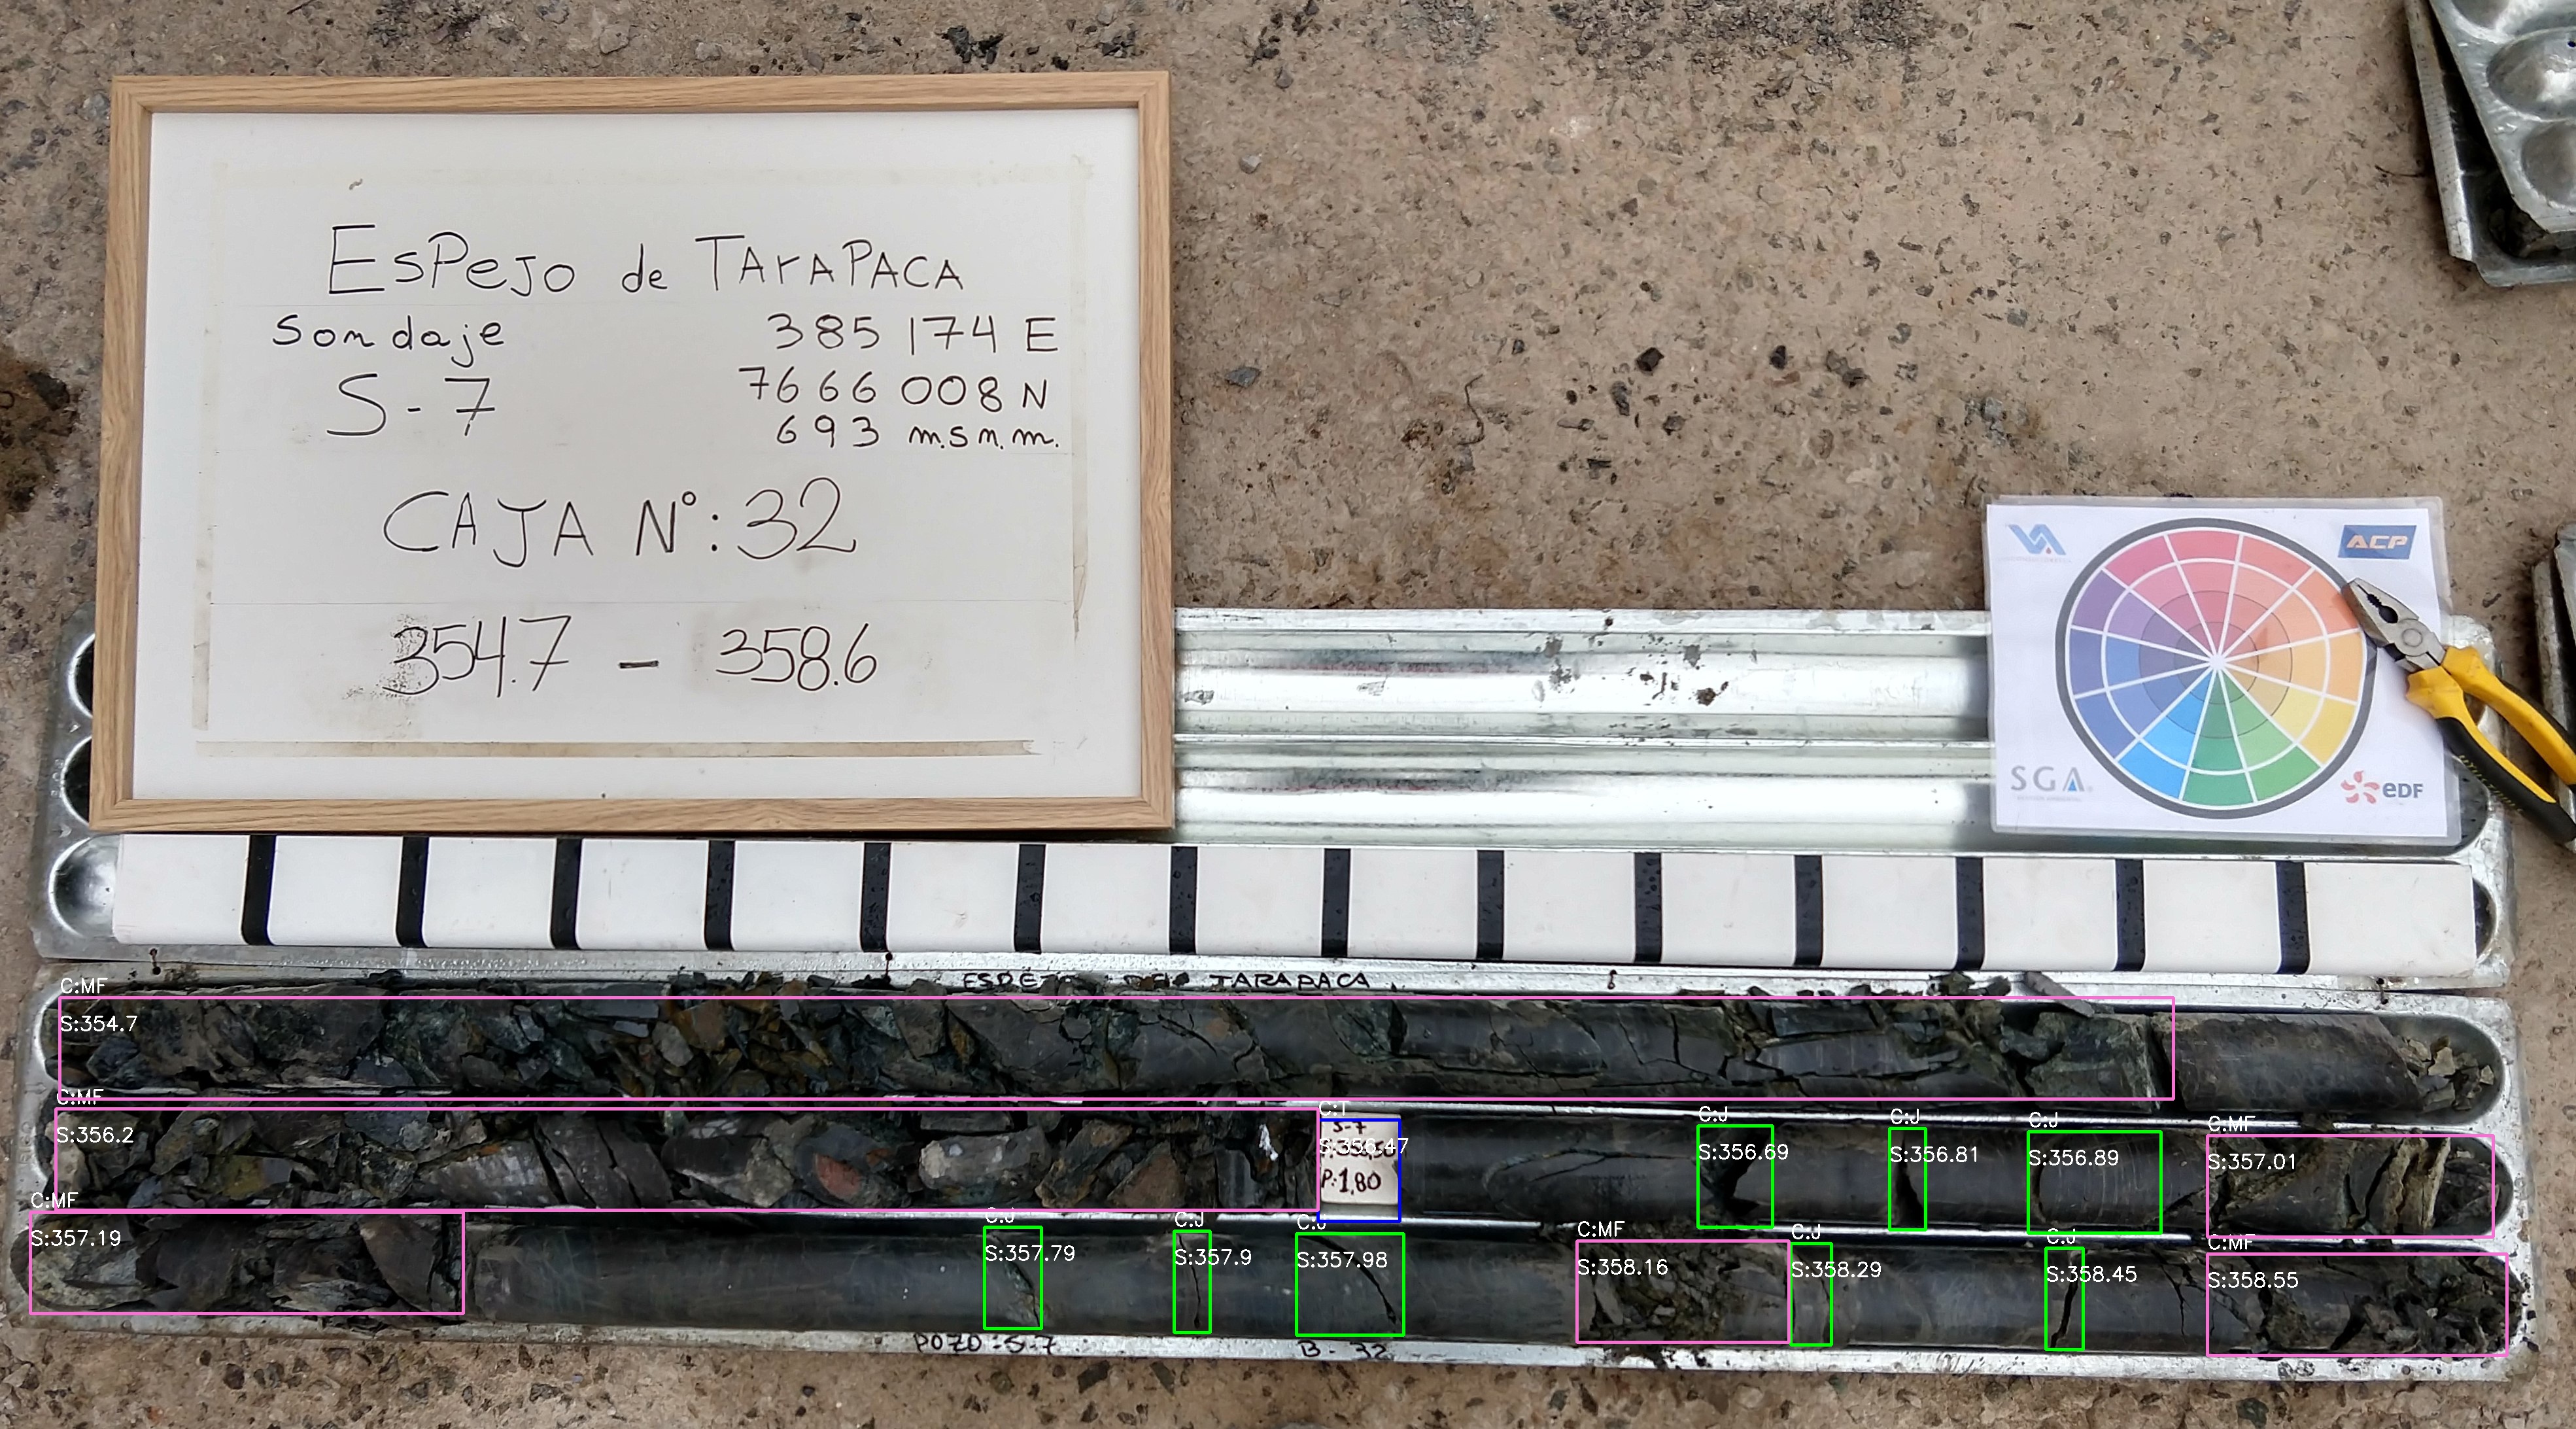 EsPeJo de TArAPACA
Sondaje
385 174 E
S-7
7666 008 N
693 m.s.n.m.
CAJA N°: 32
354.7 - 358.6
ACP
SGA
eDF
TARAPACA
C:MF
S:354.7
C:MF
S:356.2
C:T
S:356.47
S-7
P:1,80
C:J
S:356.69
C:J
S:356.81
C:J
S:356.89
C:MF
S:357.01
C:MF
S:357.19
C:J
S:357.79
C:J
S:357.9
C:J
S:357.98
C:MF
S:358.16
C:J
S:358.29
C:J
S:358.45
C:MF
S:358.55
POZO:S-7
B-32